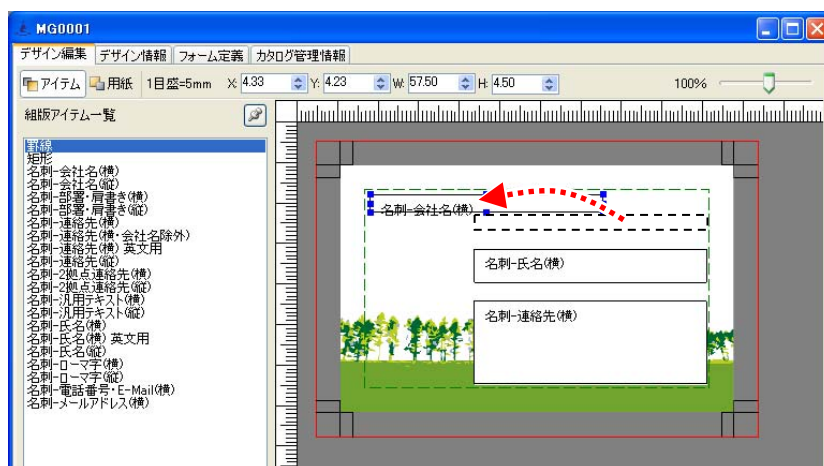 MG0001
デザイン編集 デザイン情報 フォーム定義 カタログ管理情報
アイテム 用紙 1目盛=5mm X: 4.33 Y: 4.23 W: 57.50 H: 4.50 100%
組版アイテム一覧
罫線
矩形
名刺-会社名(横)
名刺-会社名(縦)
名刺-部署・肩書き(横)
名刺-部署・肩書き(縦)
名刺-連絡先(横)
名刺-連絡先(横・会社名除外)
名刺-連絡先(横) 英文用
名刺-連絡先(縦)
名刺-2拠点連絡先(横)
名刺-2拠点連絡先(縦)
名刺-汎用テキスト(横)
名刺-汎用テキスト(縦)
名刺-氏名(横)
名刺-氏名(横) 英文用
名刺-氏名(縦)
名刺-ローマ字(横)
名刺-ローマ字(縦)
名刺-電話番号・E-Mail(横)
名刺-メールアドレス(横)
名刺-会社名(横)
名刺-氏名(横)
名刺-連絡先(横)